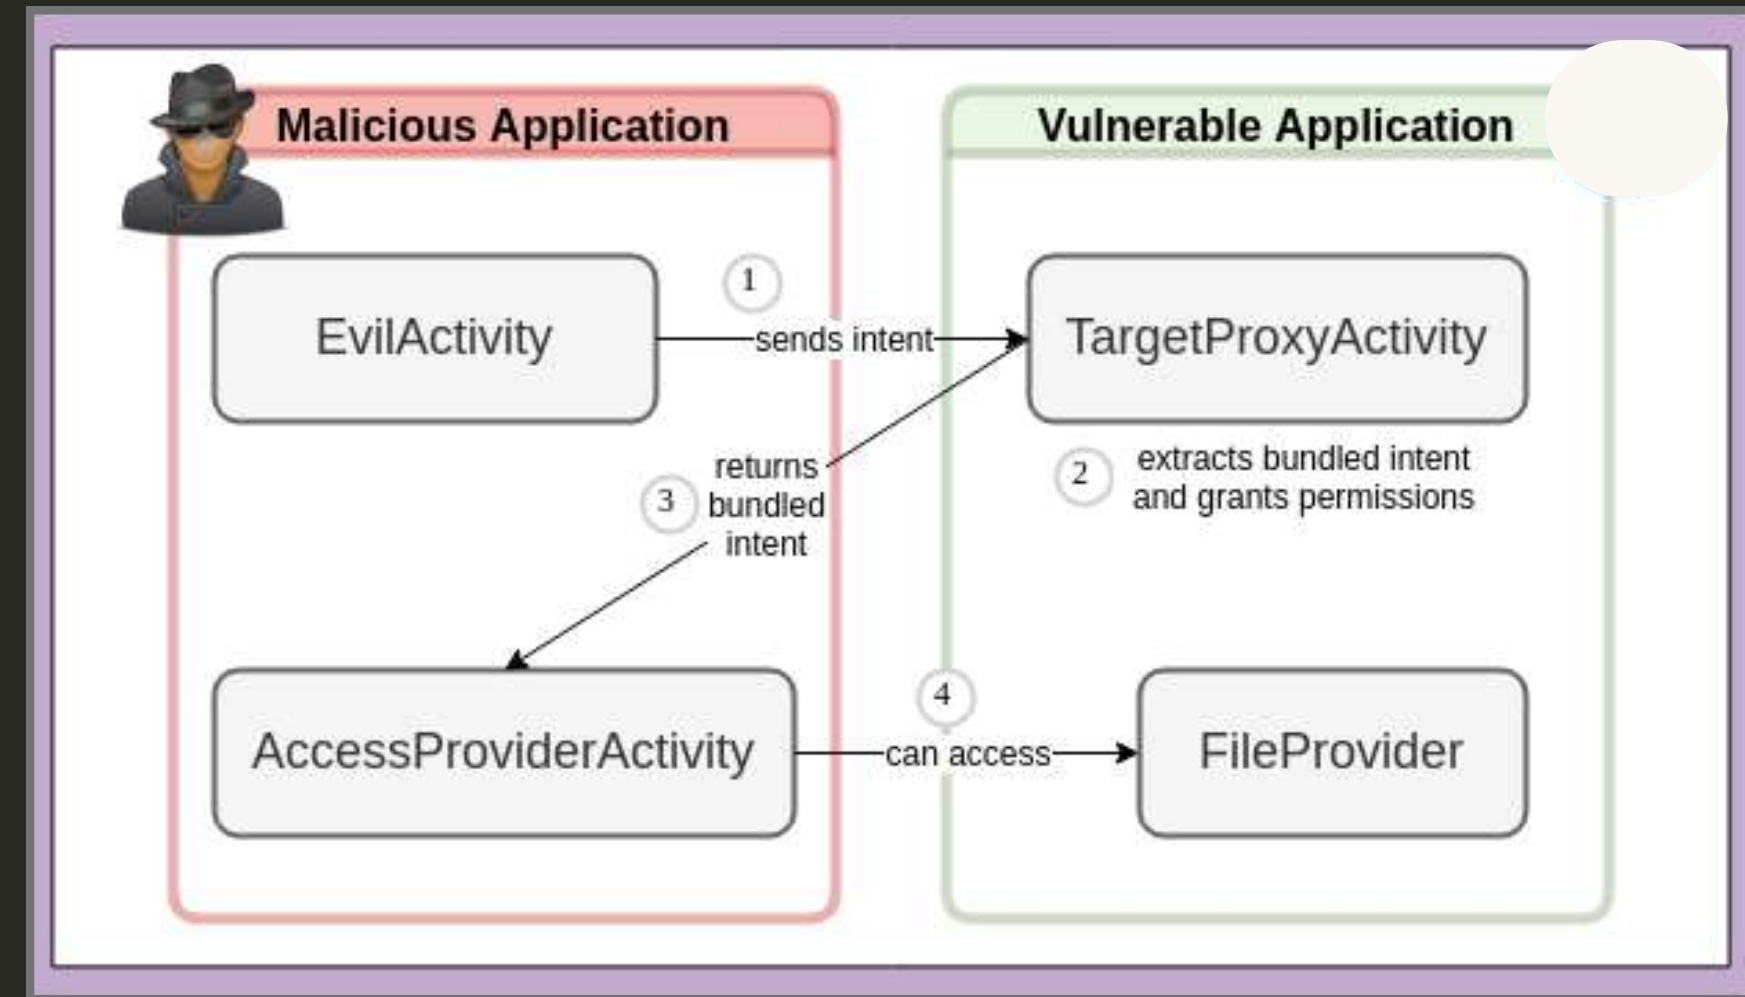 Malicious Application
Vulnerable Application
EvilActivity
1
sends intent
TargetProxyActivity
2
extracts bundled intent
and grants permissions
3
returns
bundled
intent
AccessProviderActivity
4
can access
FileProvider